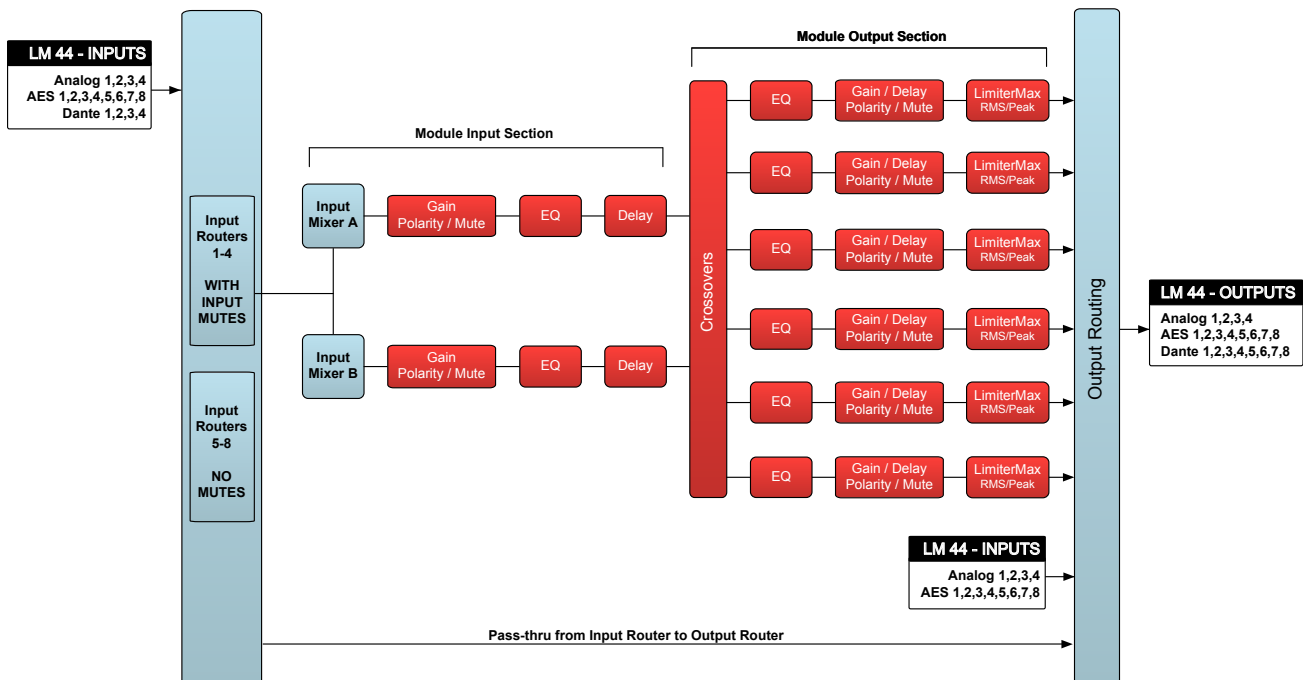 LM 44 - INPUTS
Analog 1,2,3,4
AES 1,2,3,4,5,6,7,8
Dante 1,2,3,4
Input
Routers
1-4
WITH
INPUT
MUTES
Input
Routers
5-8
NO
MUTES
Module Input Section
Input
Mixer A
Gain
Polarity / Mute
EQ
Delay
Input
Mixer B
Gain
Polarity / Mute
EQ
Delay
Crossovers
Module Output Section
EQ
Gain / Delay
Polarity / Mute
LimiterMax
RMS/Peak
EQ
Gain / Delay
Polarity / Mute
LimiterMax
RMS/Peak
EQ
Gain / Delay
Polarity / Mute
LimiterMax
RMS/Peak
EQ
Gain / Delay
Polarity / Mute
LimiterMax
RMS/Peak
EQ
Gain / Delay
Polarity / Mute
LimiterMax
RMS/Peak
EQ
Gain / Delay
Polarity / Mute
LimiterMax
RMS/Peak
LM 44 - INPUTS
Analog 1,2,3,4
AES 1,2,3,4,5,6,7,8
Pass-thru from Input Router to Output Router
Output Routing
LM 44 - OUTPUTS
Analog 1,2,3,4
AES 1,2,3,4,5,6,7,8
Dante 1,2,3,4,5,6,7,8